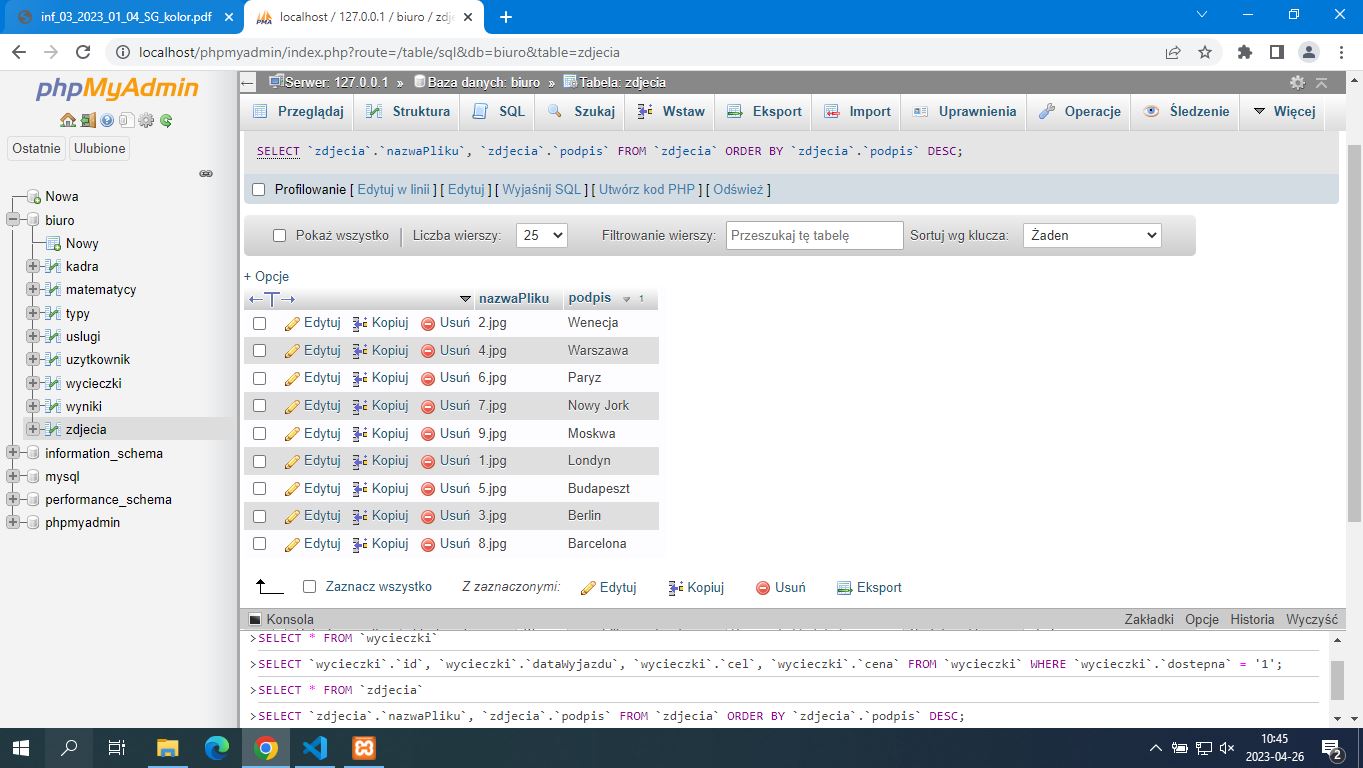 inf_03_2023_01_04_SG_kolor.pdf
localhost / 127.0.0.1 / biuro / zdje
localhost/phpmyadmin/index.php?route=/table/sql&db=biuro&table=zdjecia
phpMyAdmin
Ostatnie Ulubione
Nowa
biuro
Nowy
kadra
matematycy
typy
uslugi
uzytkownik
wycieczki
wyniki
zdjecia
information_schema
mysql
performance_schema
phpmyadmin
Serwer: 127.0.0.1 » Baza danych: biuro » Tabela: zdjecia
Przeglądaj Struktura SQL Szukaj Wstaw Eksport Import Uprawnienia Operacje Śledzenie Więcej
SELECT `zdjecia`.`nazwaPliku`, `zdjecia`.`podpis` FROM `zdjecia` ORDER BY `zdjecia`.`podpis` DESC;
Profilowanie [ Edytuj w linii ] [ Edytuj ] [ Wyjaśnij SQL ] [ Utwórz kod PHP ] [ Odśwież ]
Pokaż wszystko | Liczba wierszy: 25 Filtrowanie wierszy: Przeszukaj tę tabelę Sortuj wg klucza: Żaden
+ Opcje
nazwaPliku podpis 1
Edytuj Kopiuj Usuń 2.jpg Wenecja
Edytuj Kopiuj Usuń 4.jpg Warszawa
Edytuj Kopiuj Usuń 6.jpg Paryz
Edytuj Kopiuj Usuń 7.jpg Nowy Jork
Edytuj Kopiuj Usuń 9.jpg Moskwa
Edytuj Kopiuj Usuń 1.jpg Londyn
Edytuj Kopiuj Usuń 5.jpg Budapeszt
Edytuj Kopiuj Usuń 3.jpg Berlin
Edytuj Kopiuj Usuń 8.jpg Barcelona
Zaznacz wszystko Z zaznaczonymi: Edytuj Kopiuj Usuń Eksport
Konsola Zakładki Opcje Historia Wyczyść
>SELECT * FROM `wycieczki`
>SELECT `wycieczki`.`id`, `wycieczki`.`dataWyjazdu`, `wycieczki`.`cel`, `wycieczki`.`cena` FROM `wycieczki` WHERE `wycieczki`.`dostepna` = '1';
>SELECT * FROM `zdjecia`
>SELECT `zdjecia`.`nazwaPliku`, `zdjecia`.`podpis` FROM `zdjecia` ORDER BY `zdjecia`.`podpis` DESC;
10:45
2023-04-26
2